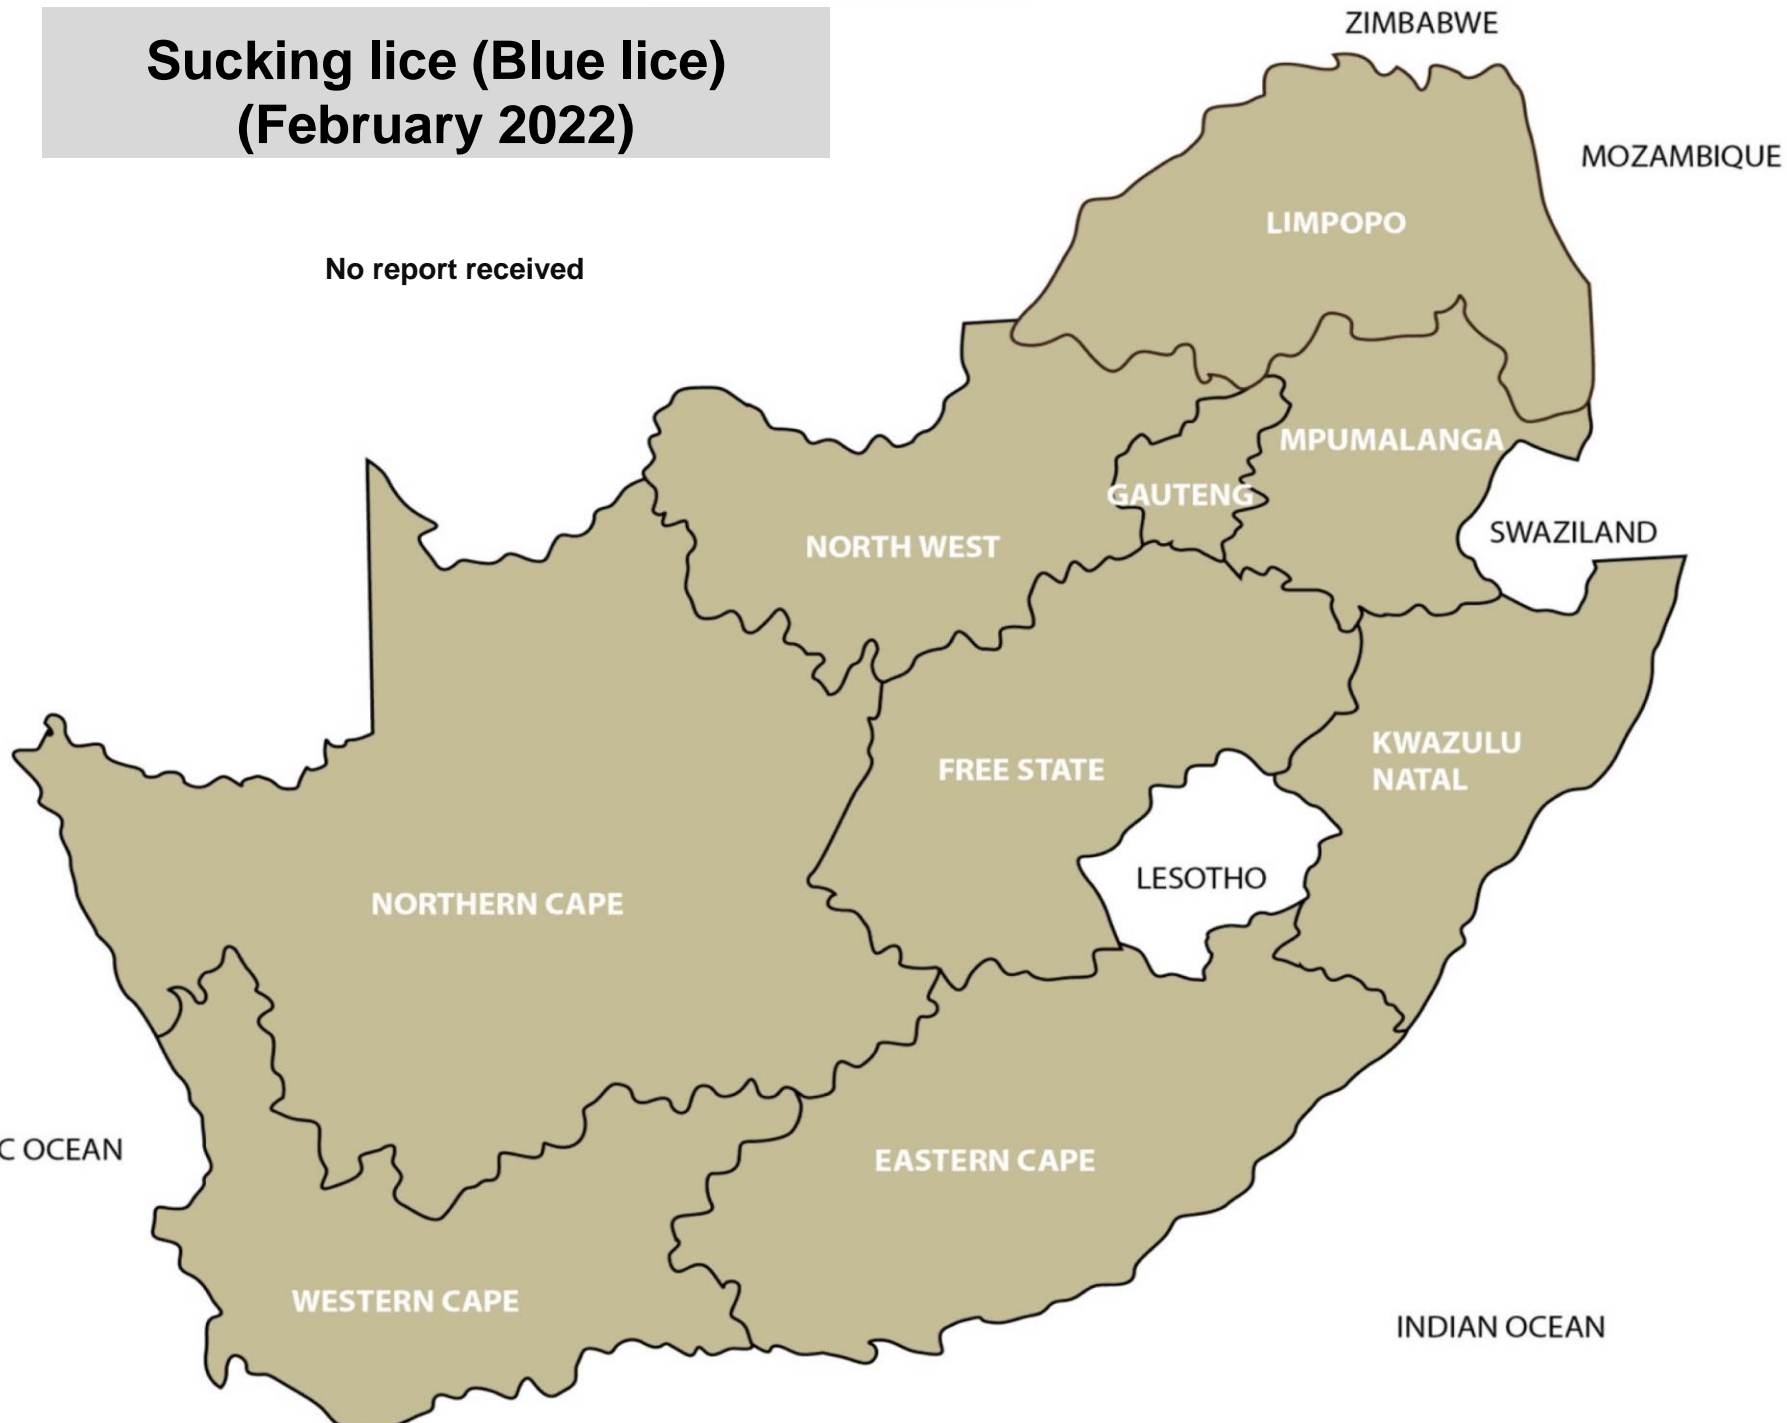 Sucking lice (Blue lice)
(February 2022)
ZIMBABWE
MOZAMBIQUE
LIMPOPO
No report received
MPUMALANGA
GAUTENG
SWAZILAND
NORTH WEST
KWAZULU
NATAL
FREE STATE
LESOTHO
NORTHERN CAPE
C OCEAN
EASTERN CAPE
WESTERN CAPE
INDIAN OCEAN